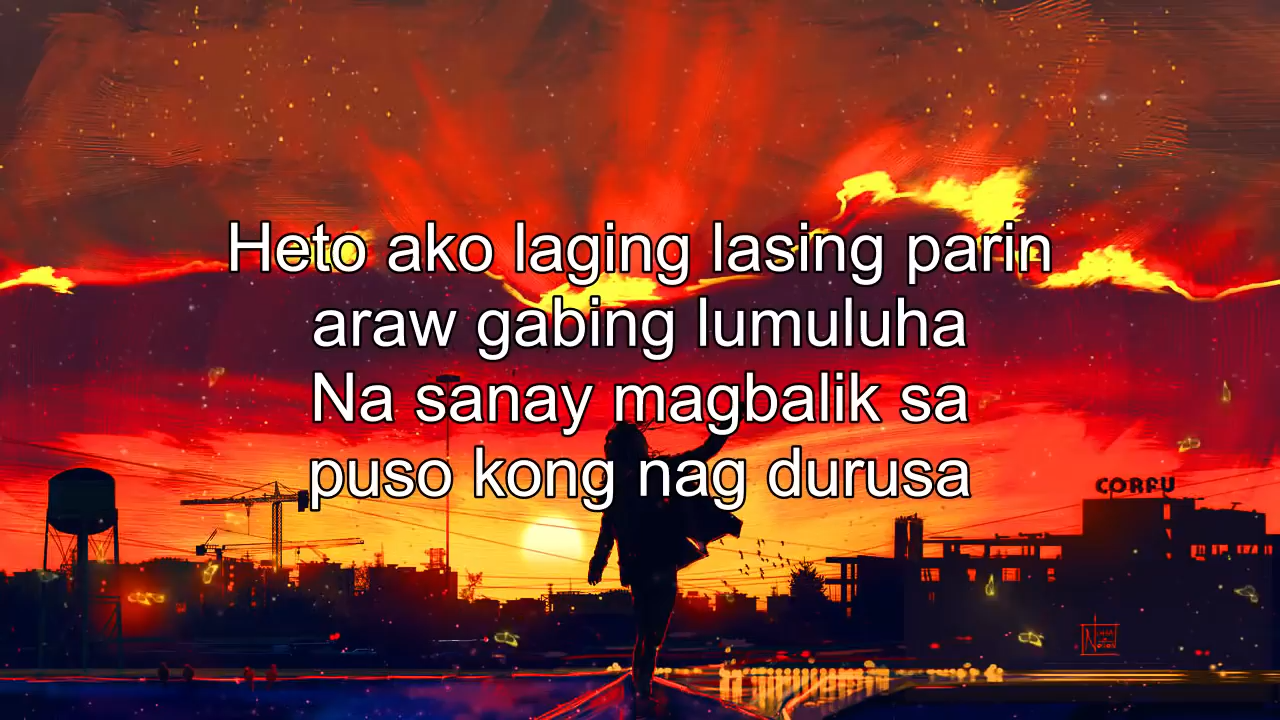 Heto ako laging lasing parin
araw gabing lumuluha
Na sanay magbalik sa
puso kong nag durusa
CORFU